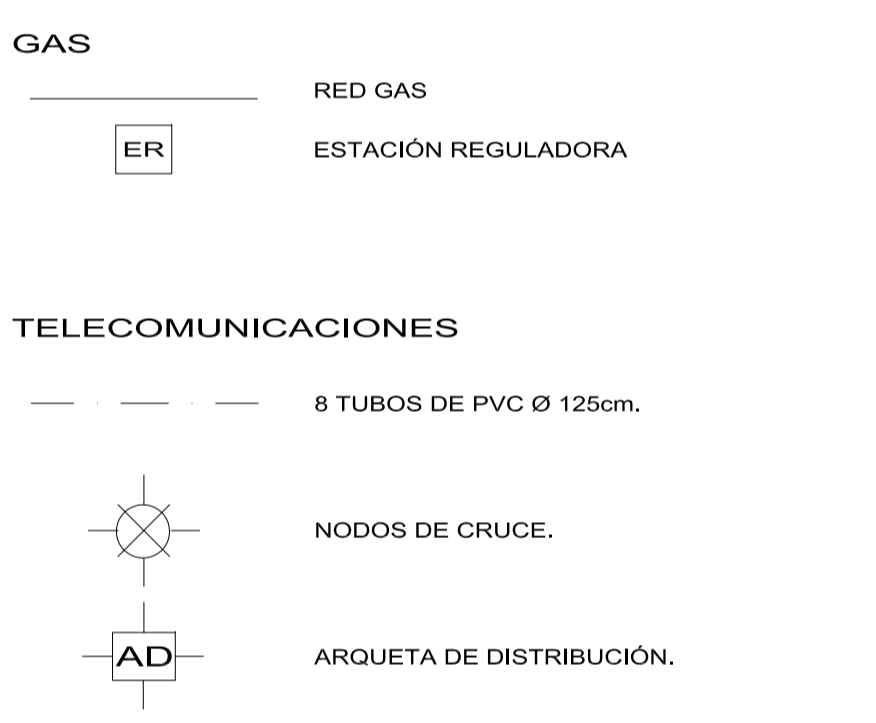 GAS
RED GAS
ER ESTACIÓN REGULADORA
TELECOMUNICACIONES
8 TUBOS DE PVC Ø 125cm.
NODOS DE CRUCE.
AD ARQUETA DE DISTRIBUCIÓN.